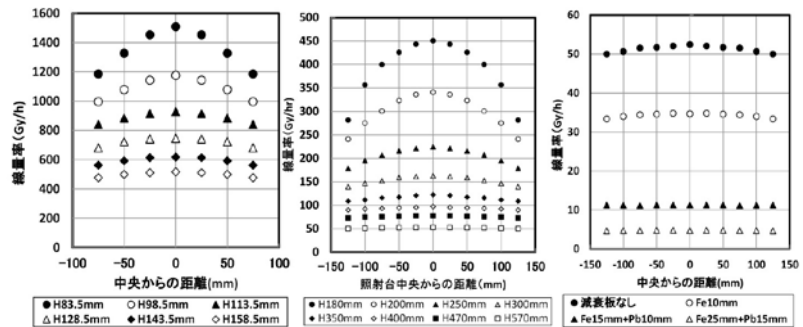 線量率(Gy/h)
1600
1400
1200
1000
800
600
400
200
0
−100 −50 0 50 100
中央からの距離(mm)
●H83.5mm ○H98.5mm ▲H113.5mm
△H128.5mm ◆H143.5mm ◇H158.5mm
線量率(Gy/hr)
450
400
350
300
250
200
150
100
50
0
−150 −100 −50 0 50 100 150
照射台中央からの距離(mm)
●H180mm ○H200mm ▲H250mm △H300mm
◆H350mm ◇H400mm ■H470mm □H570mm
線量率(Gy/h)
60
50
40
30
20
10
0
−150 −100 −50 0 50 100 150
中央からの距離(mm)
●減衰板なし ○Fe10mm
▲Fe15mm+Pb10mm △Fe25mm+Pb15mm